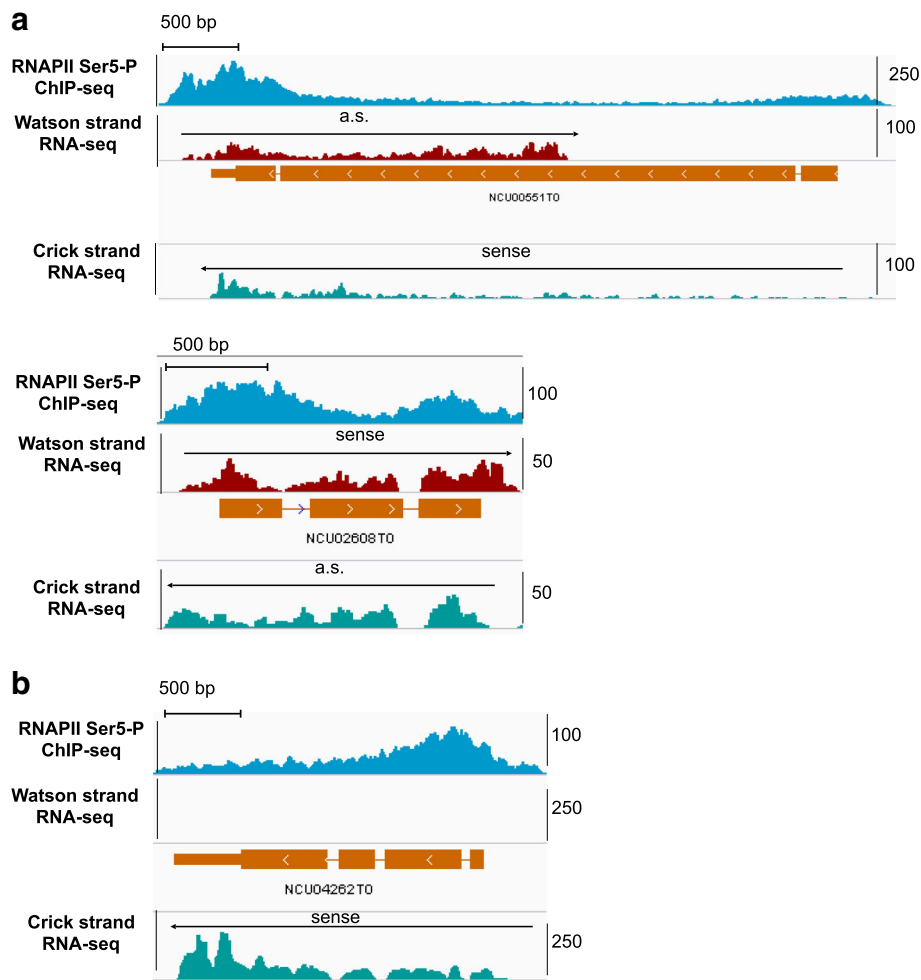 a
500 bp
RNAPII Ser5-P
ChIP-seq
250
Watson strand
RNA-seq
a.s.
100
NCU00551T0
Crick strand
RNA-seq
sense
100
500 bp
RNAPII Ser5-P
ChIP-seq
100
Watson strand
RNA-seq
sense
50
NCU02608T0
Crick strand
RNA-seq
a.s.
50
b
500 bp
RNAPII Ser5-P
ChIP-seq
100
Watson strand
RNA-seq
250
NCU04262T0
Crick strand
RNA-seq
sense
250